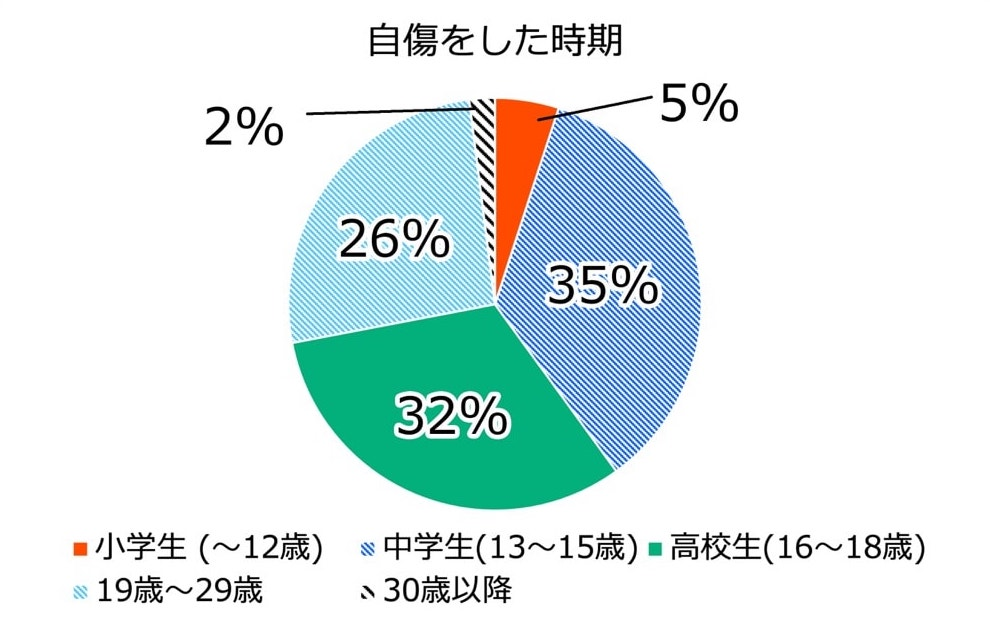 自傷をした時期
2%
5%
26%
35%
32%
小学生 (～12歳)
中学生(13～15歳)
高校生(16～18歳)
19歳～29歳
30歳以降